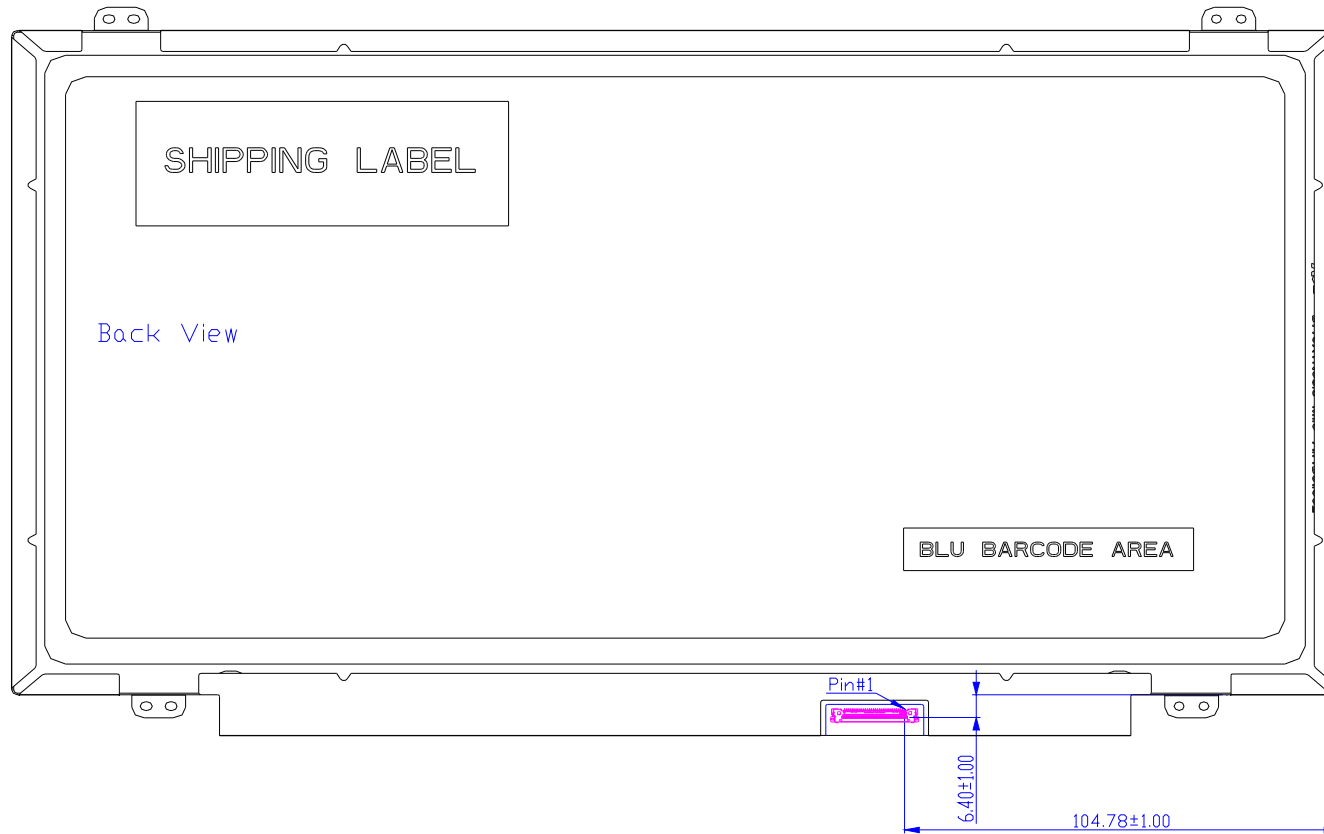 SHIPPING LABEL
Back View
BLU BARCODE AREA
Pin#1
6.40±1.00
104.78±1.00